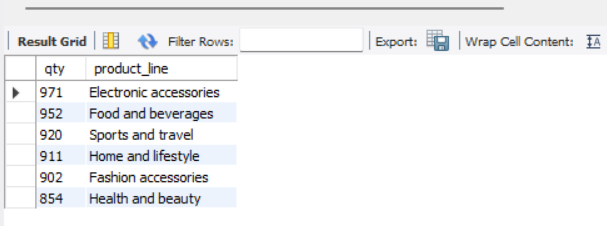 Result Grid Filter Rows: Export: Wrap Cell Content: IA
qty product_line
971 Electronic accessories
952 Food and beverages
920 Sports and travel
911 Home and lifestyle
902 Fashion accessories
854 Health and beauty